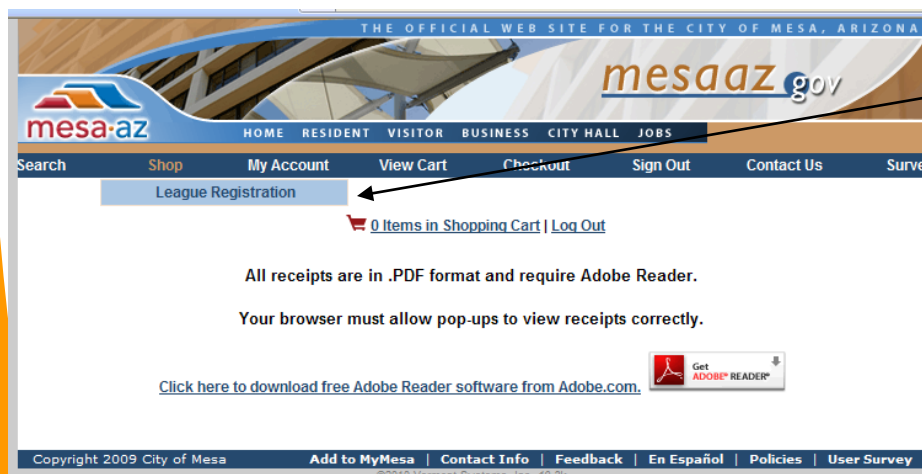 THE OFFICIAL WEB SITE FOR THE CITY OF MESA, ARIZONA
mesaaz gov
mesa·az
HOME RESIDENT VISITOR BUSINESS CITY HALL JOBS
Search Shop My Account View Cart Checkout Sign Out Contact Us Surve
League Registration
0 Items in Shopping Cart | Log Out
All receipts are in .PDF format and require Adobe Reader.
Your browser must allow pop-ups to view receipts correctly.
Get
ADOBE® READER®
Click here to download free Adobe Reader software from Adobe.com.
Copyright 2009 City of Mesa Add to MyMesa | Contact Info | Feedback | En Español | Policies | User Survey